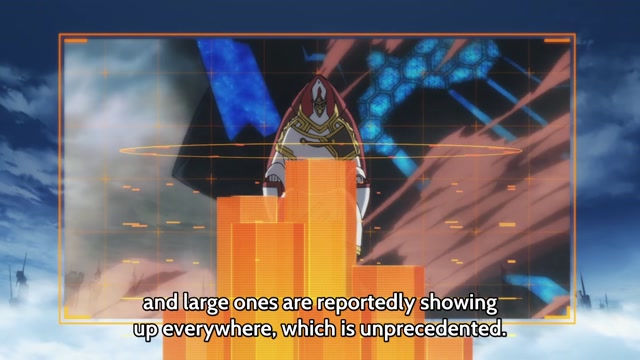 and large ones are reportedly showing
up everywhere, which is unprecedented.